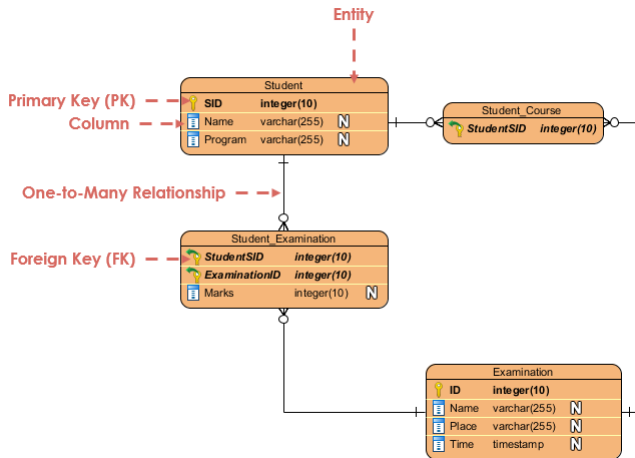 Entity
Student
Primary Key (PK)
SID integer(10)
Column
Name varchar(255) N
Program varchar(255) N
Student_Course
StudentSID integer(10)
One-to-Many Relationship
Student_Examination
Foreign Key (FK)
StudentSID integer(10)
ExaminationID integer(10)
Marks integer(10) N
Examination
ID integer(10)
Name varchar(255) N
Place varchar(255) N
Time timestamp N